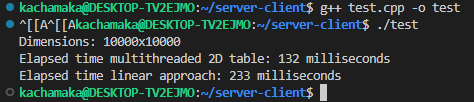 kachamaka@DESKTOP-TV2EJMO:~/server-client$ g++ test.cpp -o test
^[[A^[[Akachamaka@DESKTOP-TV2EJMO:~/server-client$ ./test
Dimensions: 10000x10000
Elapsed time multithreaded 2D table: 132 milliseconds
Elapsed time linear approach: 233 milliseconds
kachamaka@DESKTOP-TV2EJMO:~/server-client$